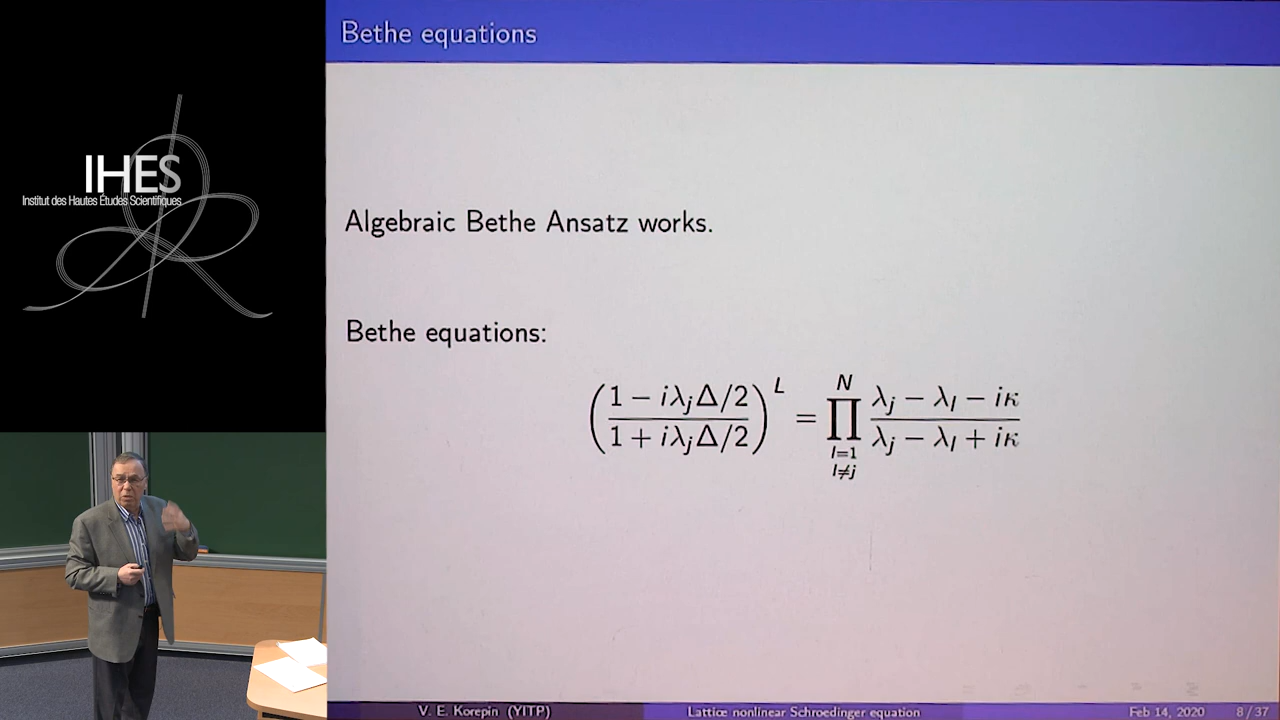 Bethe equations
IHES
Institut des Hautes Études Scientifiques
Algebraic Bethe Ansatz works.
Bethe equations:
$$\left(\frac{1 - i\lambda_j\Delta/2}{1 + i\lambda_j\Delta/2}\right)^L = \prod_{\substack{l=1 \\ l\neq j}}^{N} \frac{\lambda_j - \lambda_l - i\kappa}{\lambda_j - \lambda_l + i\kappa}$$
V. E. Korepin (YITP) Lattice nonlinear Schroedinger equation Feb 14, 2020 8 / 37